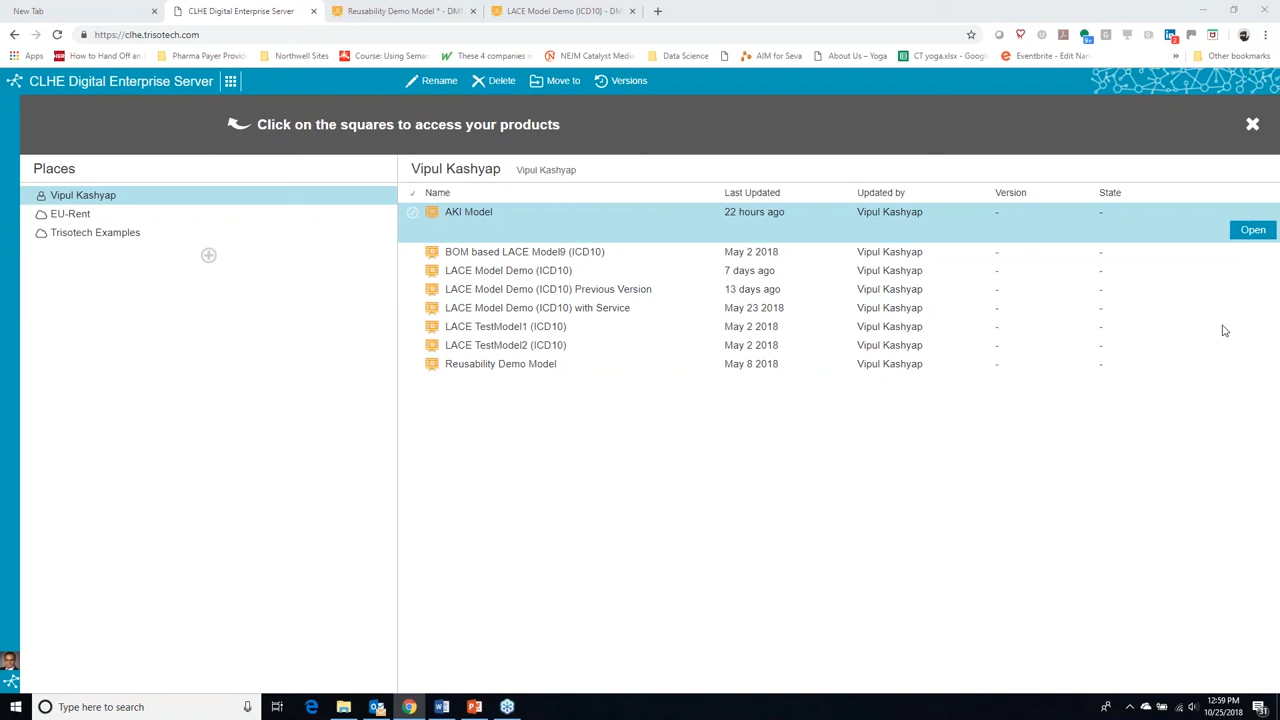 New Tab
CLHE Digital Enterprise Server
Reusability Demo Model * - DMN
LACE Model Demo (ICD10) - DM
https://clhe.trisotech.com
Apps
How to Hand Off an
Pharma Payer Provide
Northwell Sites
Course: Using Seman
These 4 companies
NEJM Catalyst Media
Data Science
AIM for Seva
About Us – Yoga
CT yoga.xlsx - Google
Eventbrite - Edit Nan
Other bookmarks
CLHE Digital Enterprise Server
Rename
Delete
Move to
Versions
Click on the squares to access your products
Places
Vipul Kashyap
EU-Rent
Trisotech Examples
Vipul Kashyap Vipul Kashyap
Name Last Updated Updated by Version State
AKI Model 22 hours ago Vipul Kashyap - -
Open
BOM based LACE Model9 (ICD10) May 2 2018 Vipul Kashyap - -
LACE Model Demo (ICD10) 7 days ago Vipul Kashyap - -
LACE Model Demo (ICD10) Previous Version 13 days ago Vipul Kashyap - -
LACE Model Demo (ICD10) with Service May 23 2018 Vipul Kashyap - -
LACE TestModel1 (ICD10) May 2 2018 Vipul Kashyap - -
LACE TestModel2 (ICD10) May 2 2018 Vipul Kashyap - -
Reusability Demo Model May 8 2018 Vipul Kashyap - -
Type here to search
12:59 PM
10/25/2018